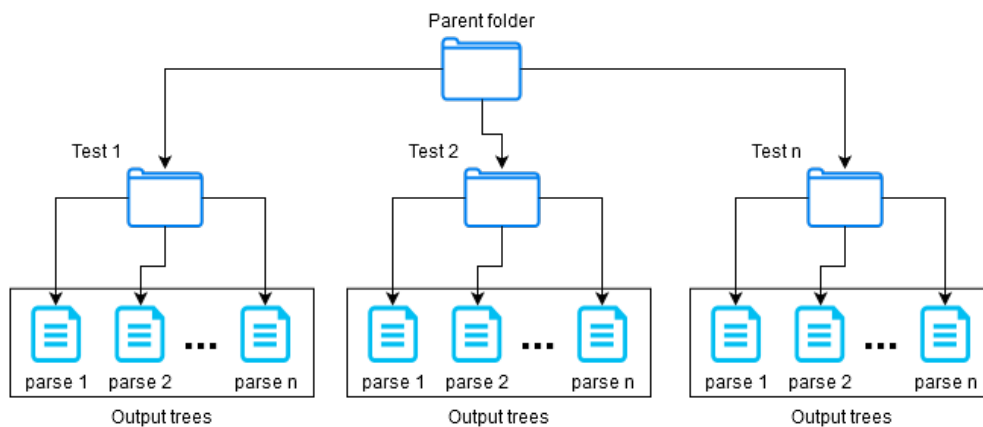 Parent folder
Test 1
Test 2
Test n
parse 1 parse 2 ... parse n
parse 1 parse 2 ... parse n
parse 1 parse 2 ... parse n
Output trees
Output trees
Output trees